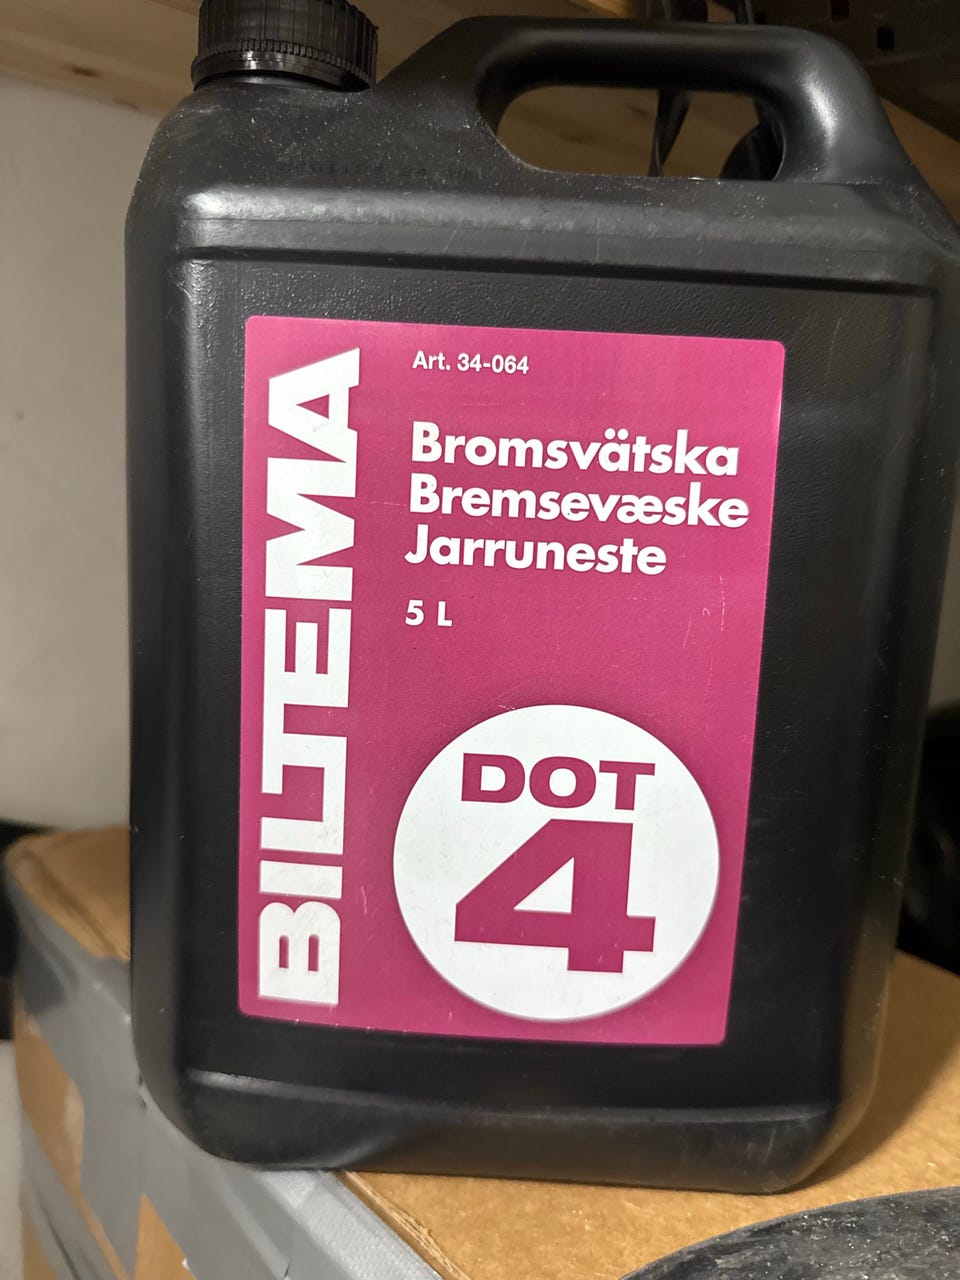 BILTEMA
Art. 34-064
Bromsvätska
Bremsevæske
Jarruneste
5 L
DOT
4